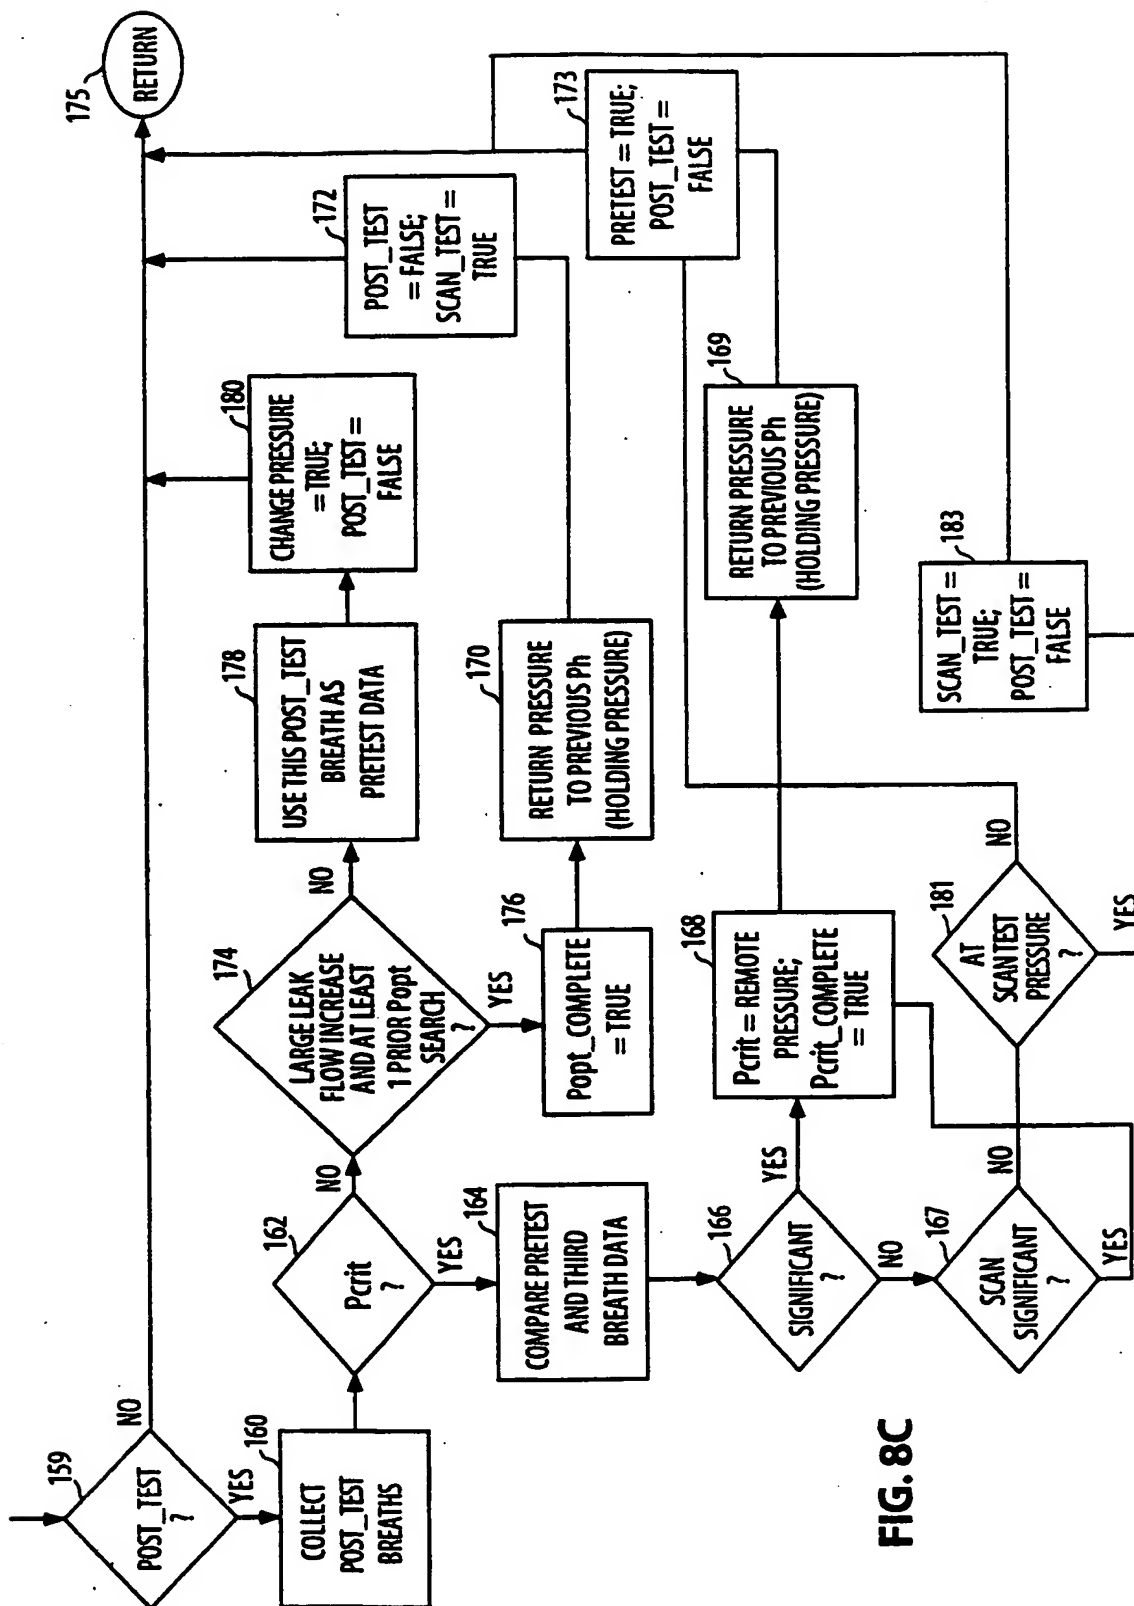 159
POST_TEST
?
NO
YES
160
COLLECT
POST_TEST
BREATHS
162
Pcrit
?
NO
YES
174
LARGE LEAK
FLOW INCREASE
AND AT LEAST
1 PRIOR Popt
SEARCH
?
NO
YES
178
USE THIS POST_TEST
BREATH AS
PRETEST DATA
180
CHANGE PRESSURE
= TRUE;
POST_TEST =
FALSE
175
RETURN
176
Popt_COMPLETE
= TRUE
170
RETURN PRESSURE
TO PREVIOUS Ph
(HOLDING PRESSURE)
172
POST_TEST
= FALSE;
SCAN_TEST =
TRUE
164
COMPARE PRETEST
AND THIRD
BREATH DATA
166
SIGNIFICANT
?
YES
NO
168
Pcrit = REMOTE
PRESSURE;
Pcrit_COMPLETE
= TRUE
169
RETURN PRESSURE
TO PREVIOUS Ph
(HOLDING PRESSURE)
173
PRETEST = TRUE;
POST_TEST =
FALSE
167
SCAN
SIGNIFICANT
?
NO
YES
181
AT
SCANTEST
PRESSURE
?
NO
YES
183
SCAN_TEST =
TRUE;
POST_TEST =
FALSE
FIG. 8C